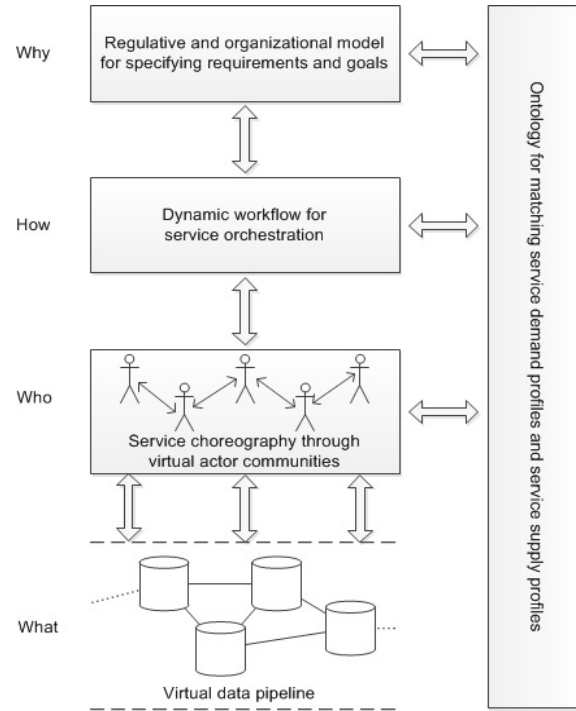 Why
Regulative and organizational model
for specifying requirements and goals
How
Dynamic workflow for
service orchestration
Who
Service choreography through
virtual actor communities
What
Virtual data pipeline
Ontology for matching service demand profiles and service supply profiles